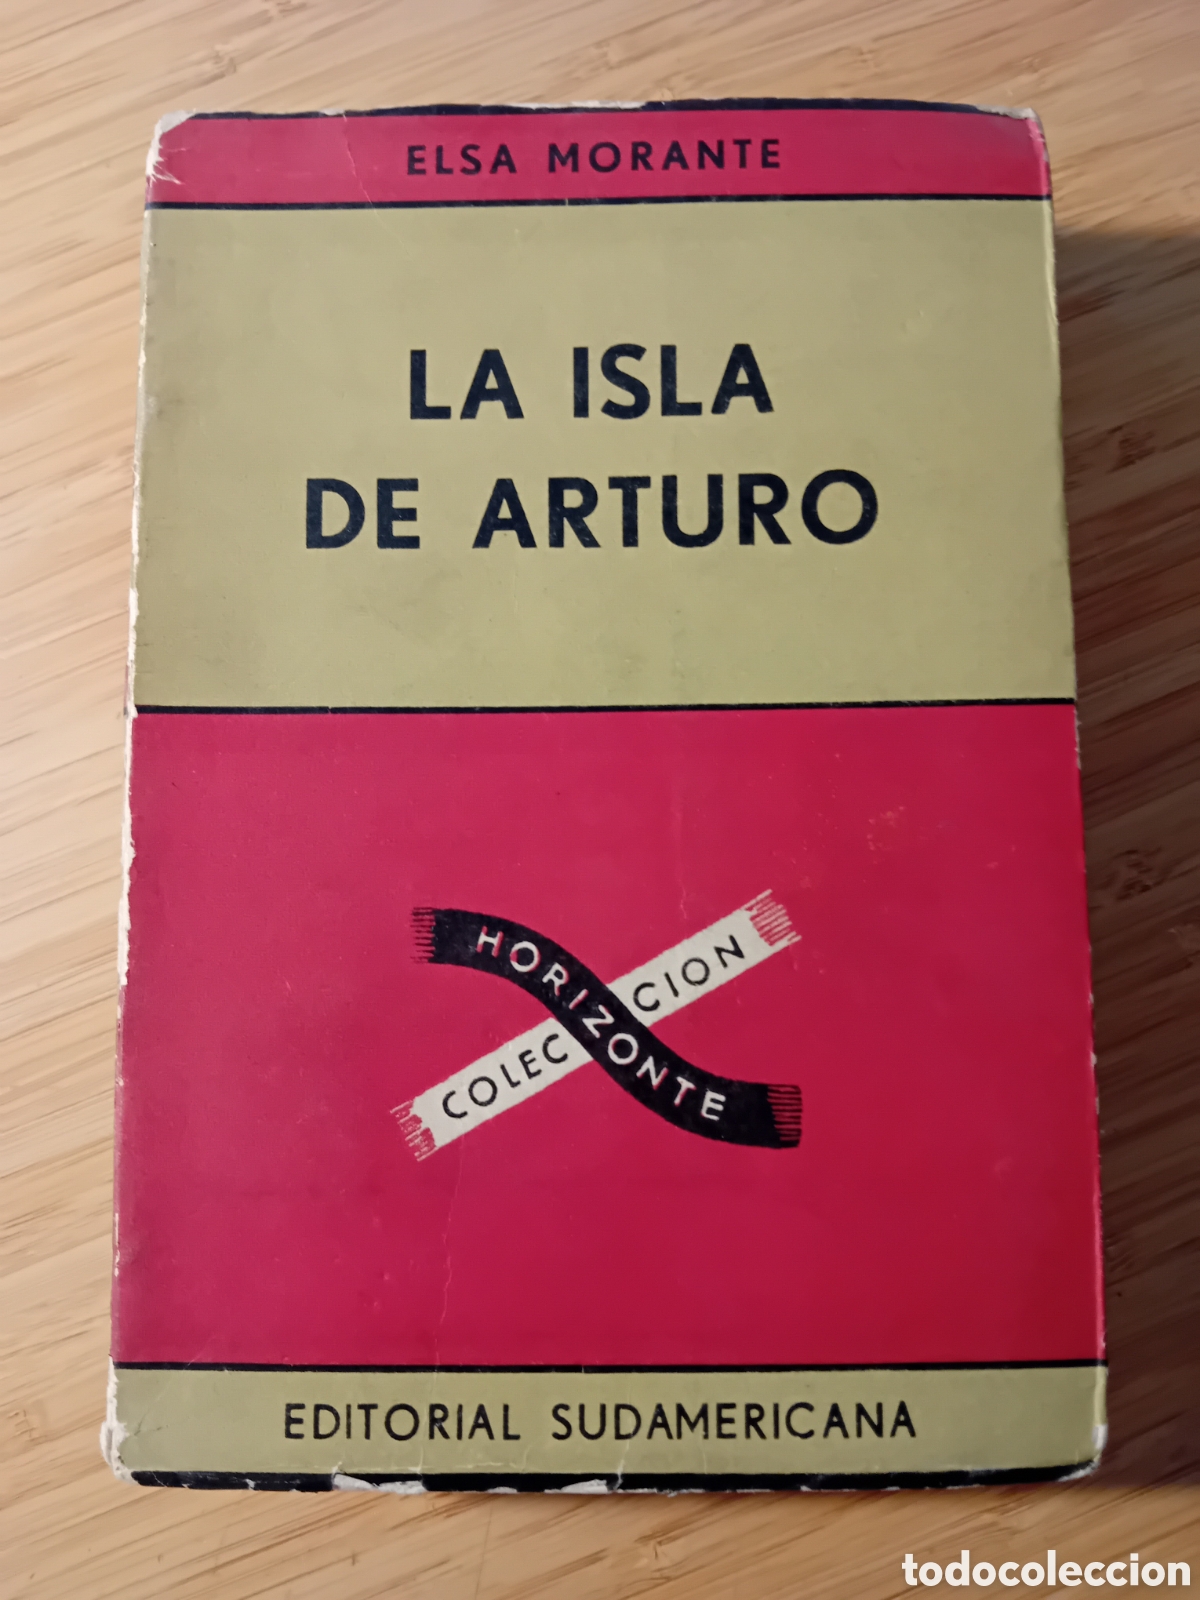 ELSA MORANTE
LA ISLA
DE ARTURO
HORIZONTE
COLECCION
EDITORIAL SUDAMERICANA
todocoleccion